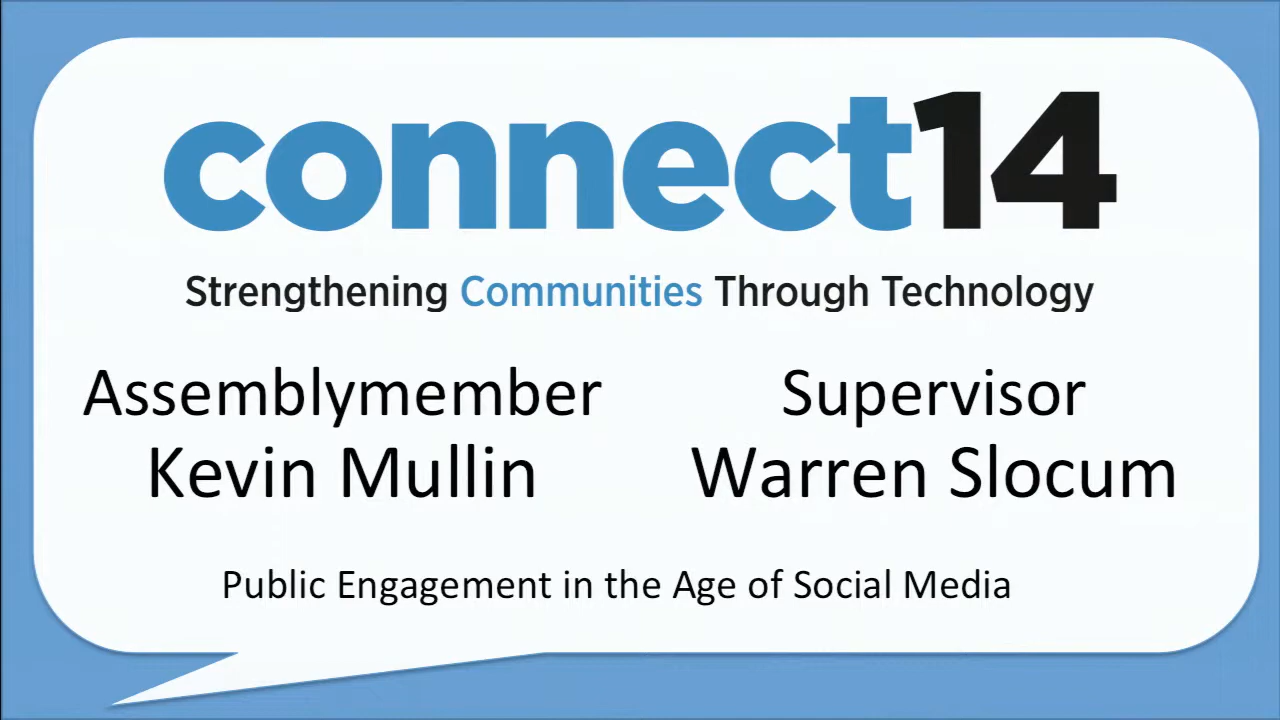 connect14
Strengthening Communities Through Technology
Assemblymember
Kevin Mullin
Supervisor
Warren Slocum
Public Engagement in the Age of Social Media